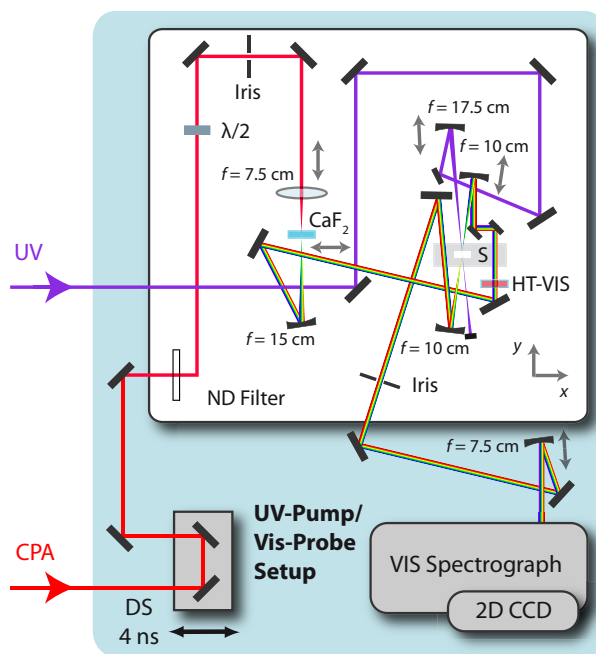 Iris
λ/2
f = 17.5 cm
f = 10 cm
f = 7.5 cm
CaF2
UV
S
HT-VIS
f = 15 cm
f = 10 cm
y
x
Iris
ND Filter
f = 7.5 cm
UV-Pump/
Vis-Probe
Setup
CPA
VIS Spectrograph
2D CCD
DS
4 ns